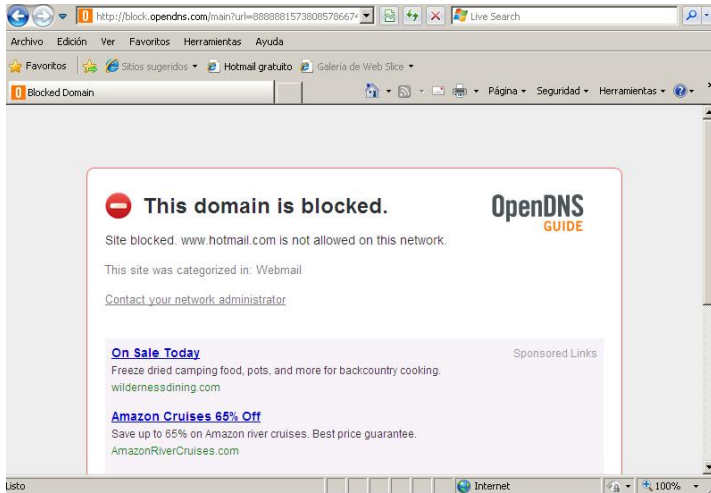 http://block.opendns.com/main?url=8888881573808578667
Live Search
Archivo Edición Ver Favoritos Herramientas Ayuda
Favoritos Sitios sugeridos Hotmail gratuito Galería de Web Slice
Blocked Domain Página Seguridad Herramientas
This domain is blocked.
OpenDNS
GUIDE
Site blocked. www.hotmail.com is not allowed on this network.
This site was categorized in: Webmail
Contact your network administrator
On Sale Today Sponsored Links
Freeze dried camping food, pots, and more for backcountry cooking.
wildernessdining.com
Amazon Cruises 65% Off
Save up to 65% on Amazon river cruises. Best price guarantee.
AmazonRiverCruises.com
Listo Internet 100%